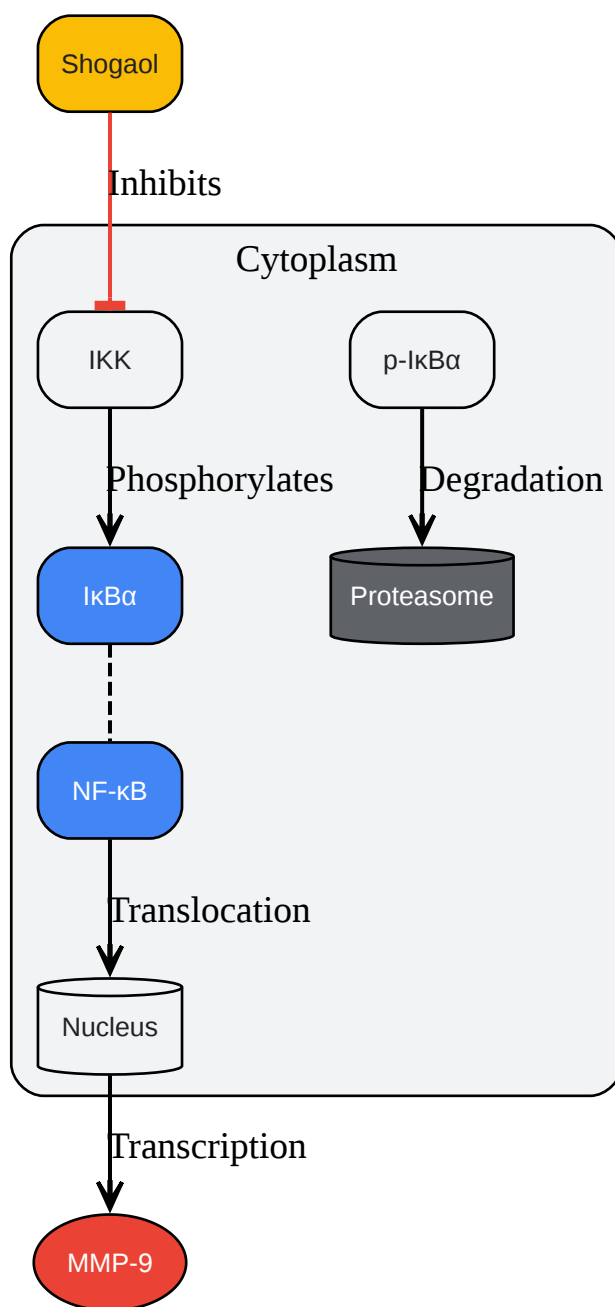 Shogaol
Inhibits
Cytoplasm
IKK
p-IκBα
Phosphorylates
Degradation
IκBα
Proteasome
NF-κB
Translocation
Nucleus
Transcription
MMP-9